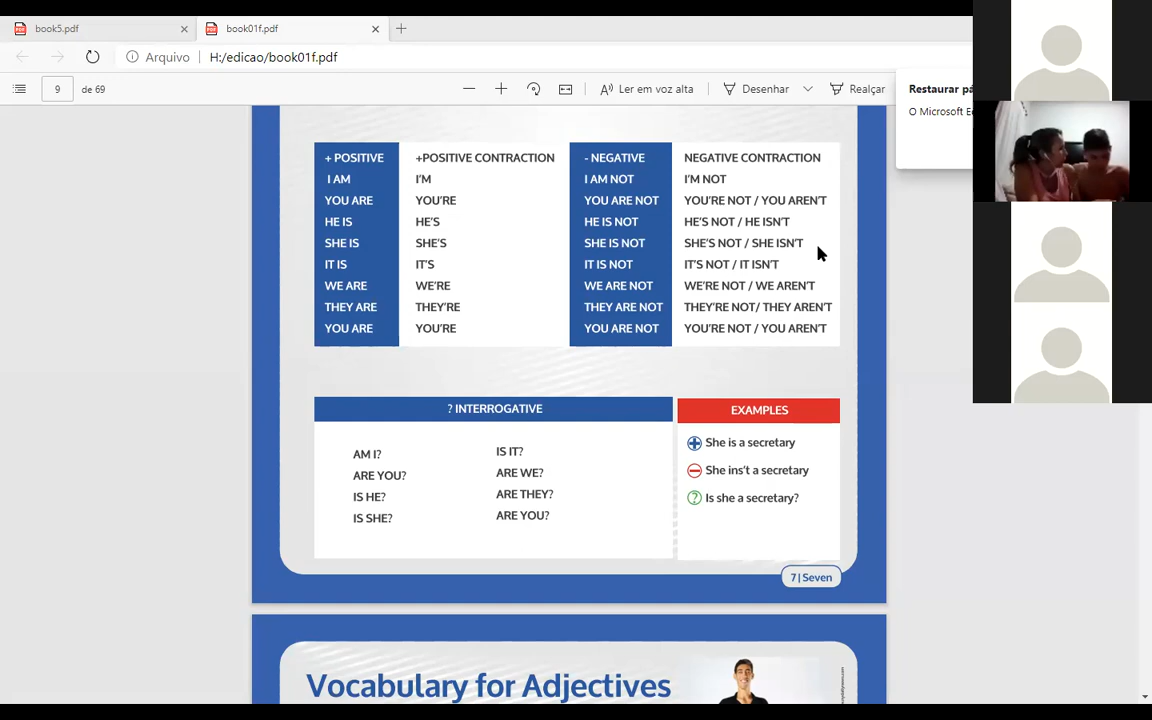 book5.pdf
book01f.pdf
Arquivo H:/edicao/book01f.pdf
9 de 69
Ler em voz alta
Desenhar
Realçar
Restaurar pá
O Microsoft E
+ POSITIVE
I AM
YOU ARE
HE IS
SHE IS
IT IS
WE ARE
THEY ARE
YOU ARE
+POSITIVE CONTRACTION
I'M
YOU'RE
HE'S
SHE'S
IT'S
WE'RE
THEY'RE
YOU'RE
- NEGATIVE
I AM NOT
YOU ARE NOT
HE IS NOT
SHE IS NOT
IT IS NOT
WE ARE NOT
THEY ARE NOT
YOU ARE NOT
NEGATIVE CONTRACTION
I'M NOT
YOU'RE NOT / YOU AREN'T
HE'S NOT / HE ISN'T
SHE'S NOT / SHE ISN'T
IT'S NOT / IT ISN'T
WE'RE NOT / WE AREN'T
THEY'RE NOT/ THEY AREN'T
YOU'RE NOT / YOU AREN'T
? INTERROGATIVE
AM I?
ARE YOU?
IS HE?
IS SHE?
IS IT?
ARE WE?
ARE THEY?
ARE YOU?
EXAMPLES
She is a secretary
She ins't a secretary
Is she a secretary?
7|Seven
Vocabulary for Adjectives